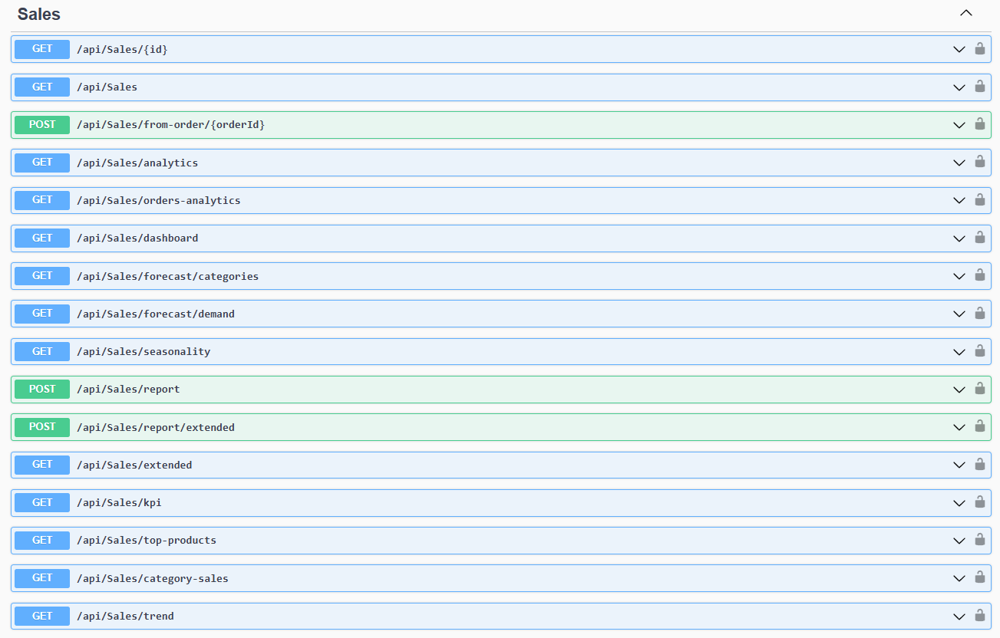 Sales
GET /api/Sales/{id}
GET /api/Sales
POST /api/Sales/from-order/{orderId}
GET /api/Sales/analytics
GET /api/Sales/orders-analytics
GET /api/Sales/dashboard
GET /api/Sales/forecast/categories
GET /api/Sales/forecast/demand
GET /api/Sales/seasonality
POST /api/Sales/report
POST /api/Sales/report/extended
GET /api/Sales/extended
GET /api/Sales/kpi
GET /api/Sales/top-products
GET /api/Sales/category-sales
GET /api/Sales/trend